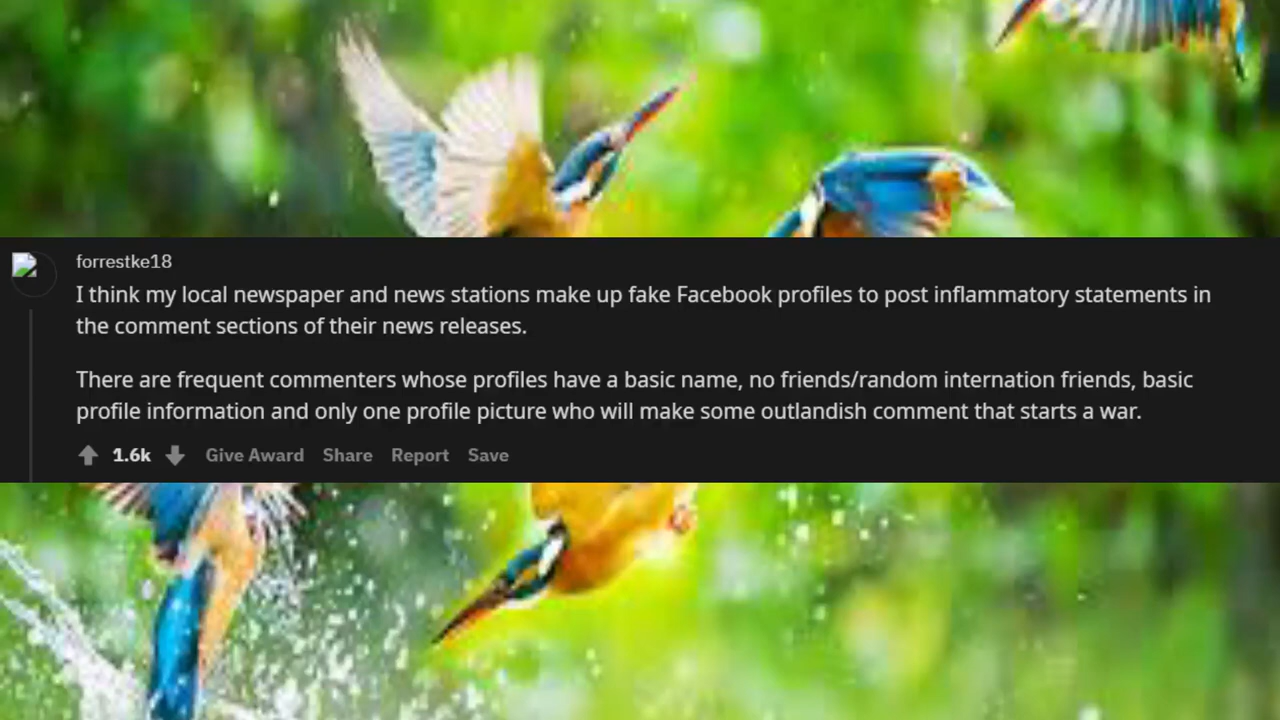 forrestke18
I think my local newspaper and news stations make up fake Facebook profiles to post inflammatory statements in
the comment sections of their news releases.
There are frequent commenters whose profiles have a basic name, no friends/random internation friends, basic
profile information and only one profile picture who will make some outlandish comment that starts a war.
1.6k Give Award Share Report Save